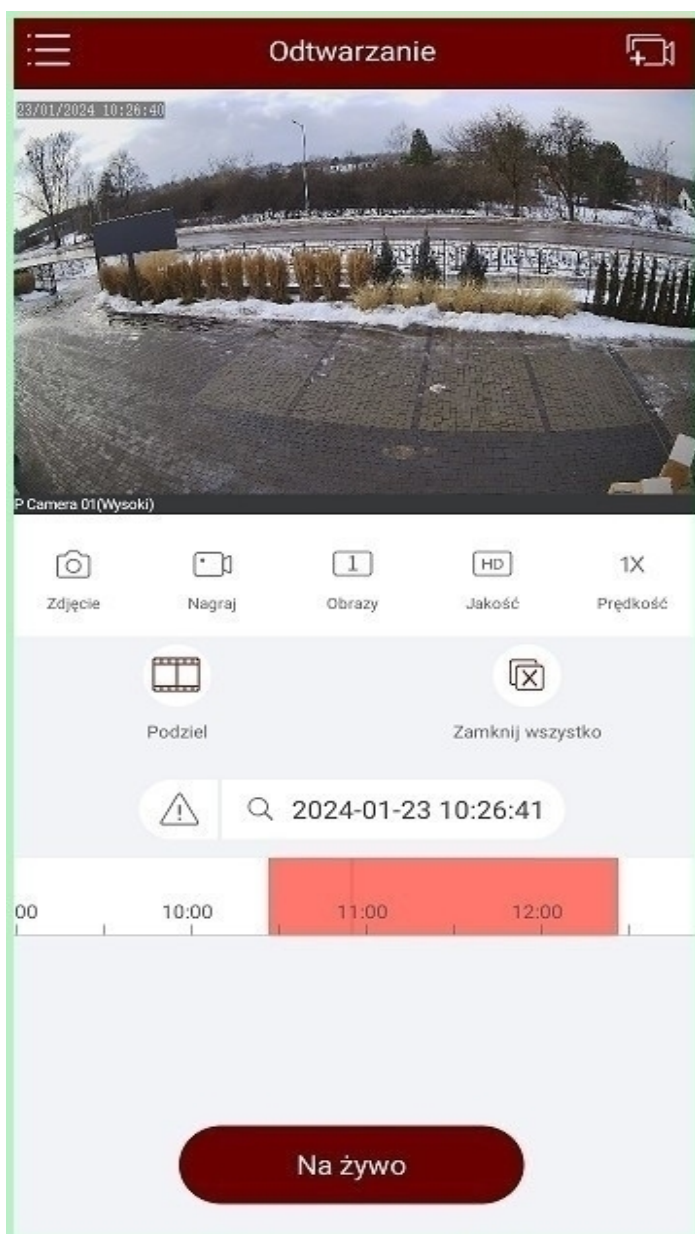 Odtwarzanie
23/01/2024 10:26:40
P Camera 01(Wysoki)
1 HD 1X
Zdjęcie Nagraj Obrazy Jakość Prędkość
Podziel Zamknij wszystko
2024-01-23 10:26:41
00 10:00 11:00 12:00
Na żywo